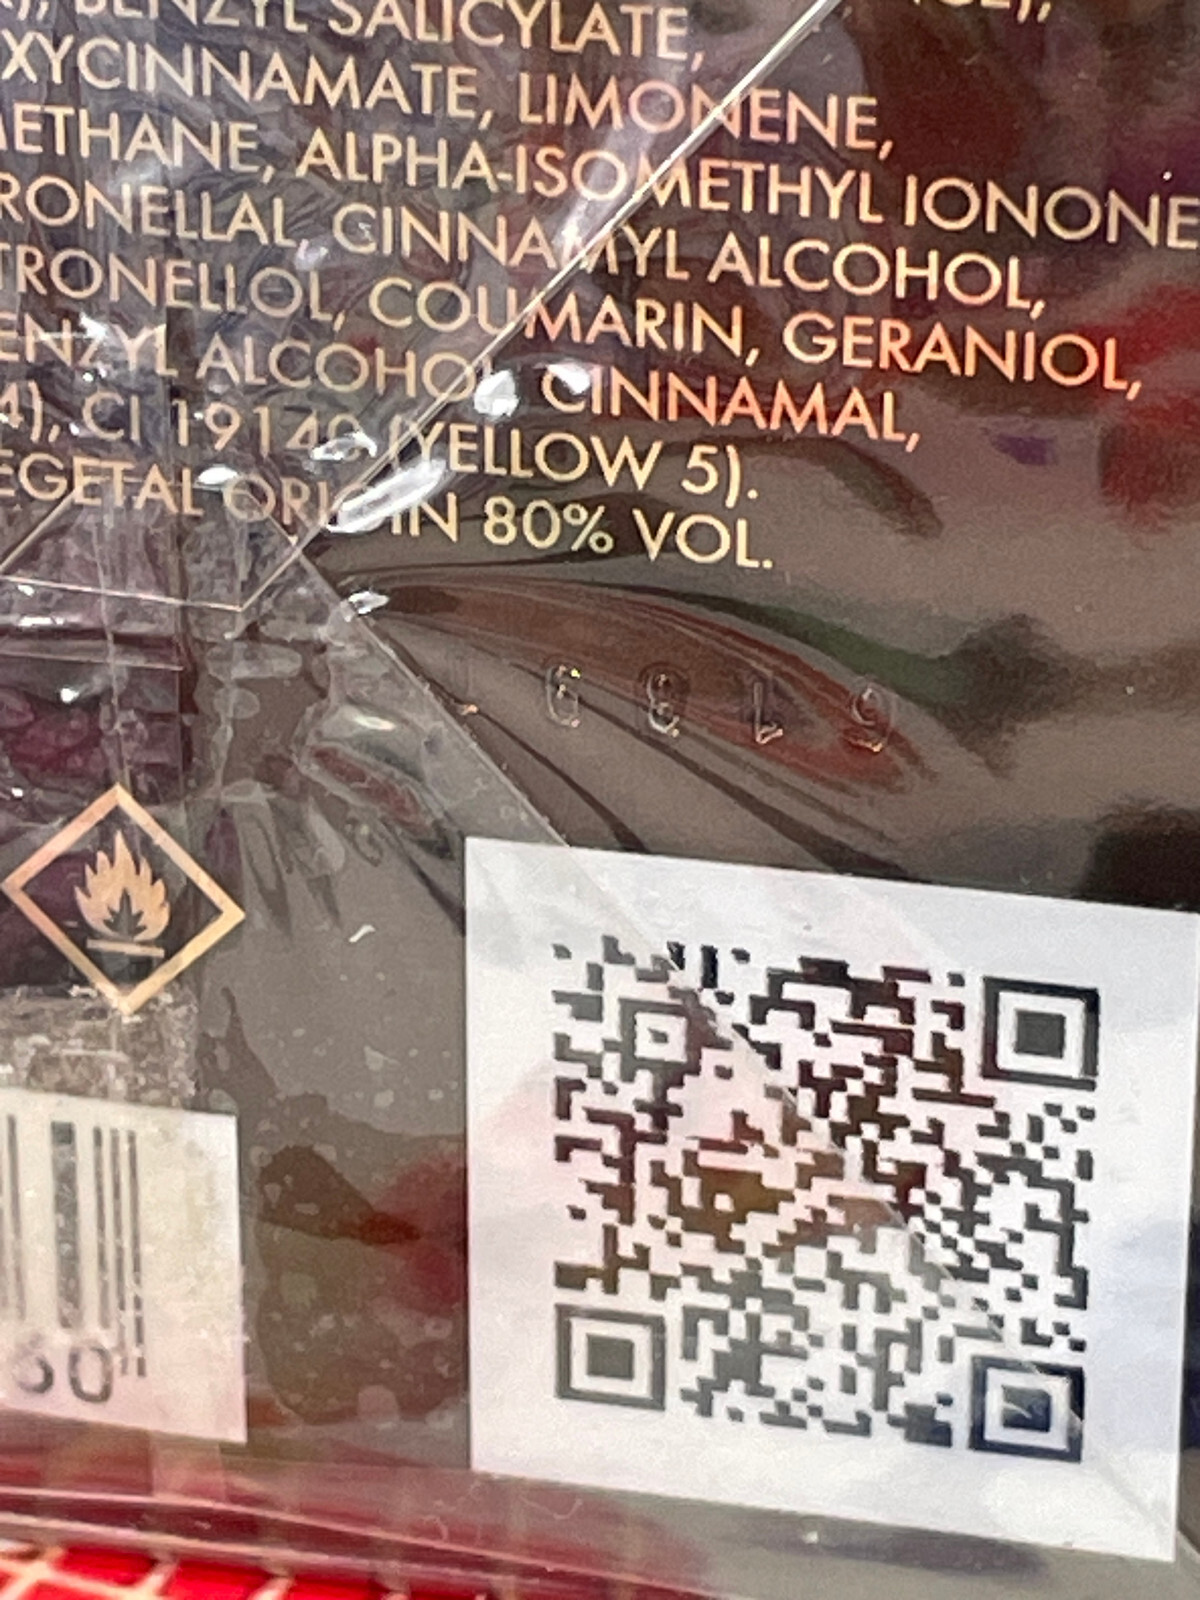 BENZYL SALICYLATE,
XYCINNAMATE, LIMONENE,
METHANE, ALPHA-ISOMETHYL IONONE
RONELLAL, CINNAMYL ALCOHOL,
TRONELLOL, COUMARIN, GERANIOL,
ENZYL ALCOHOL, CINNAMAL,
4), CI 19140 (YELLOW 5).
EGETAL ORIGIN 80% VOL.